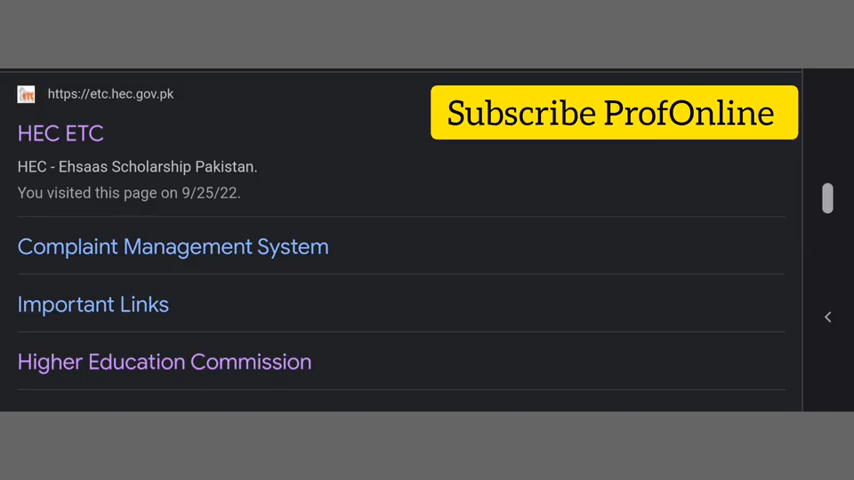 https://etc.hec.gov.pk
Subscribe ProfOnline
HEC ETC
HEC - Ehsaas Scholarship Pakistan.
You visited this page on 9/25/22.
Complaint Management System
Important Links
Higher Education Commission